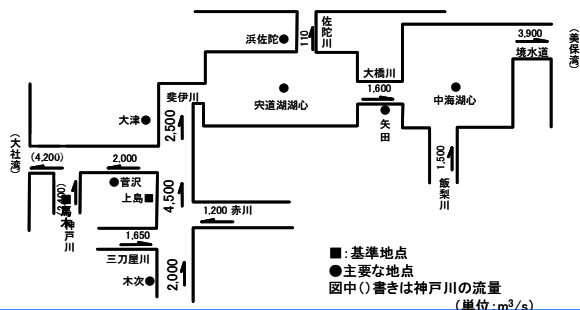 佐陀川
110
浜佐陀
大橋川
1,600
宍道湖湖心
矢田
中海湖心
3,900
境水道
(美保湾)
1,500
飯梨川
斐伊川
2,500
大津
(大社湾)
(4,200)
2,000
菅沢
上島
4,500
馬木
神戸川
1,200 赤川
1,650
三刀屋川
木次
2,000
■:基準地点
●主要な地点
図中()書きは神戸川の流量
(単位:m³/s)